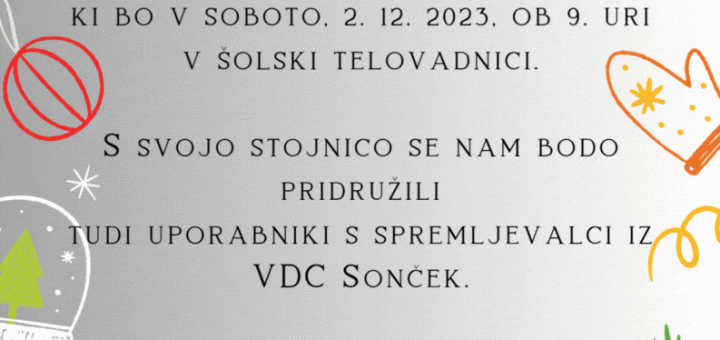 KI BO V SOBOTO, 2. 12. 2023, OB 9. URI
V ŠOLSKI TELOVADNICI.
S SVOJO STOJNICO SE NAM BODO
PRIDRUŽILI
TUDI UPORABNIKI S SPREMLJEVALCI IZ
VDC SONČEK.